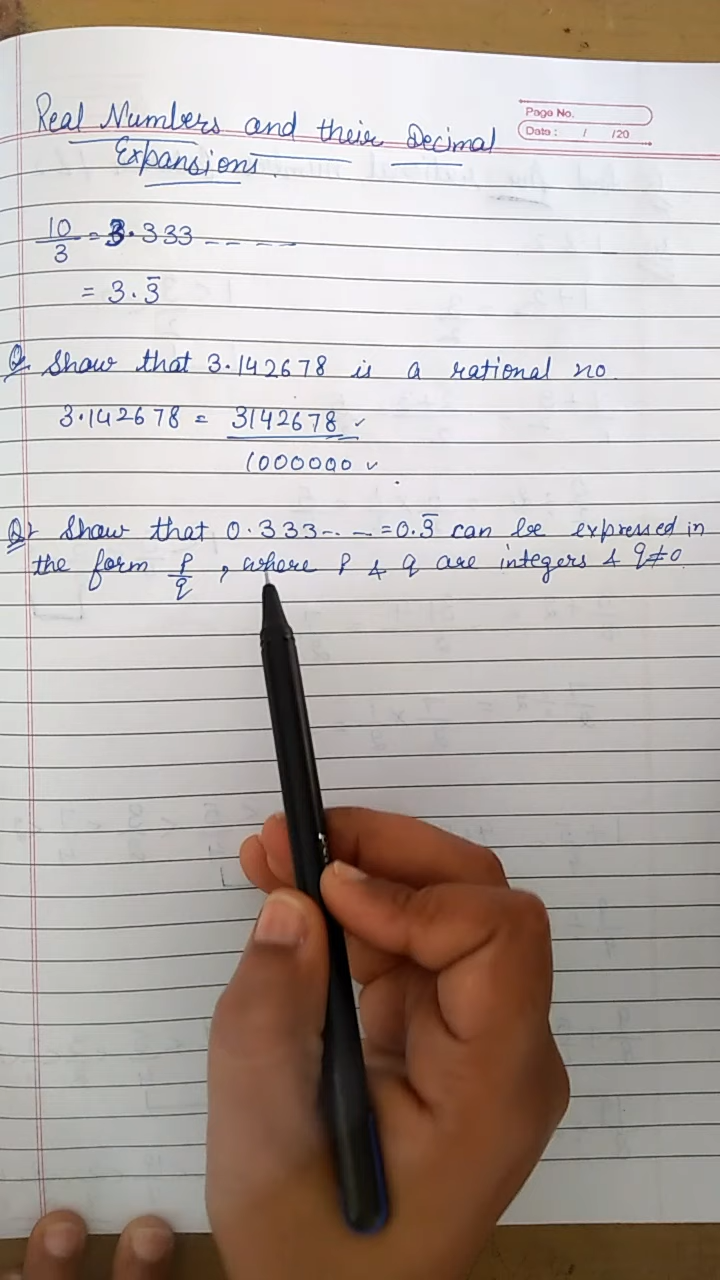 Page No.
Date : / /20
Real Numbers and their Decimal
Expansions.
10/3 = 3.333 -----
= 3.3̄
Q. Show that 3.142678 is a rational no.
3.142678 = 3142678 ✓
1000000 ✓
Q2 Show that 0.333-- - = 0.3̄ can be expressed in
the form p/q , where p & q are integers & q≠0.